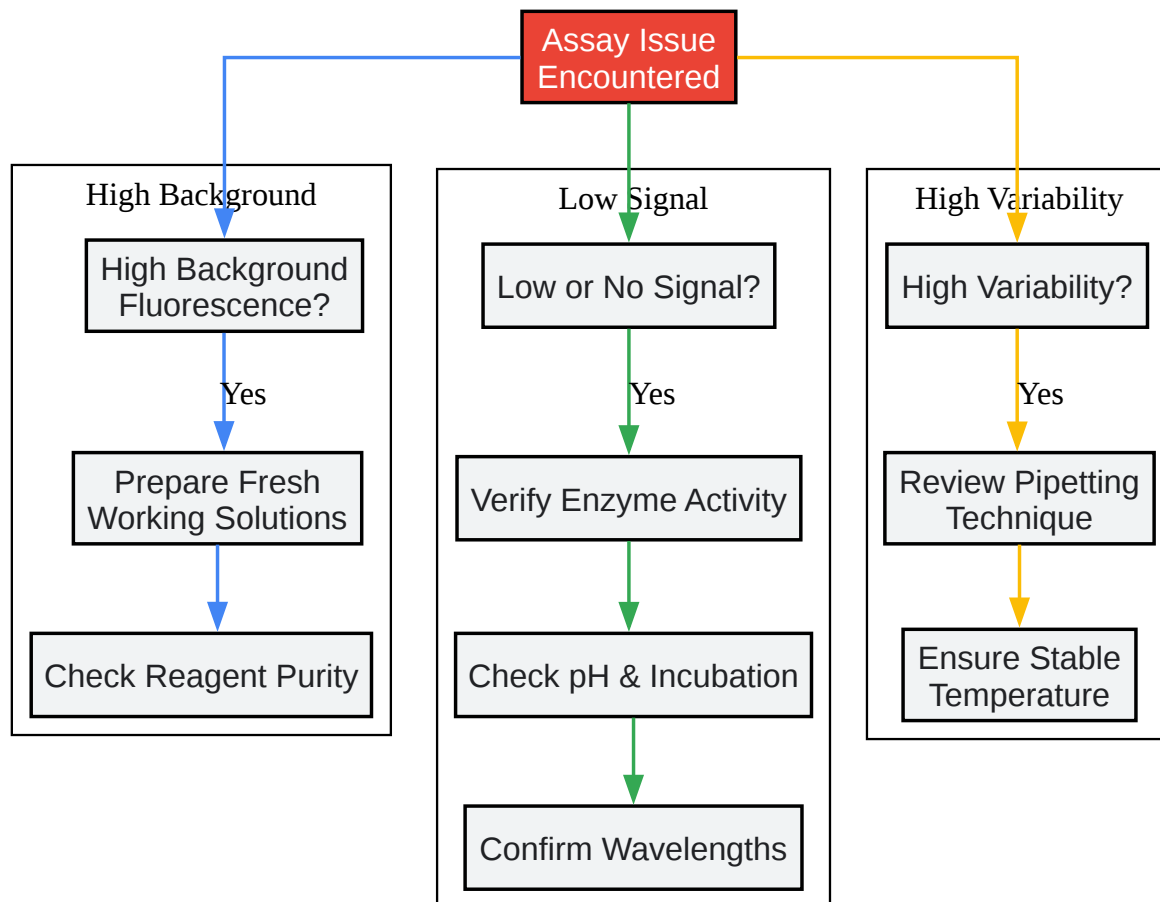 Assay Issue
Encountered
High Background
High Background
Fluorescence?
Yes
Prepare Fresh
Working Solutions
Check Reagent Purity
Low Signal
Low or No Signal?
Yes
Verify Enzyme Activity
Check pH & Incubation
Confirm Wavelengths
High Variability
High Variability?
Yes
Review Pipetting
Technique
Ensure Stable
Temperature